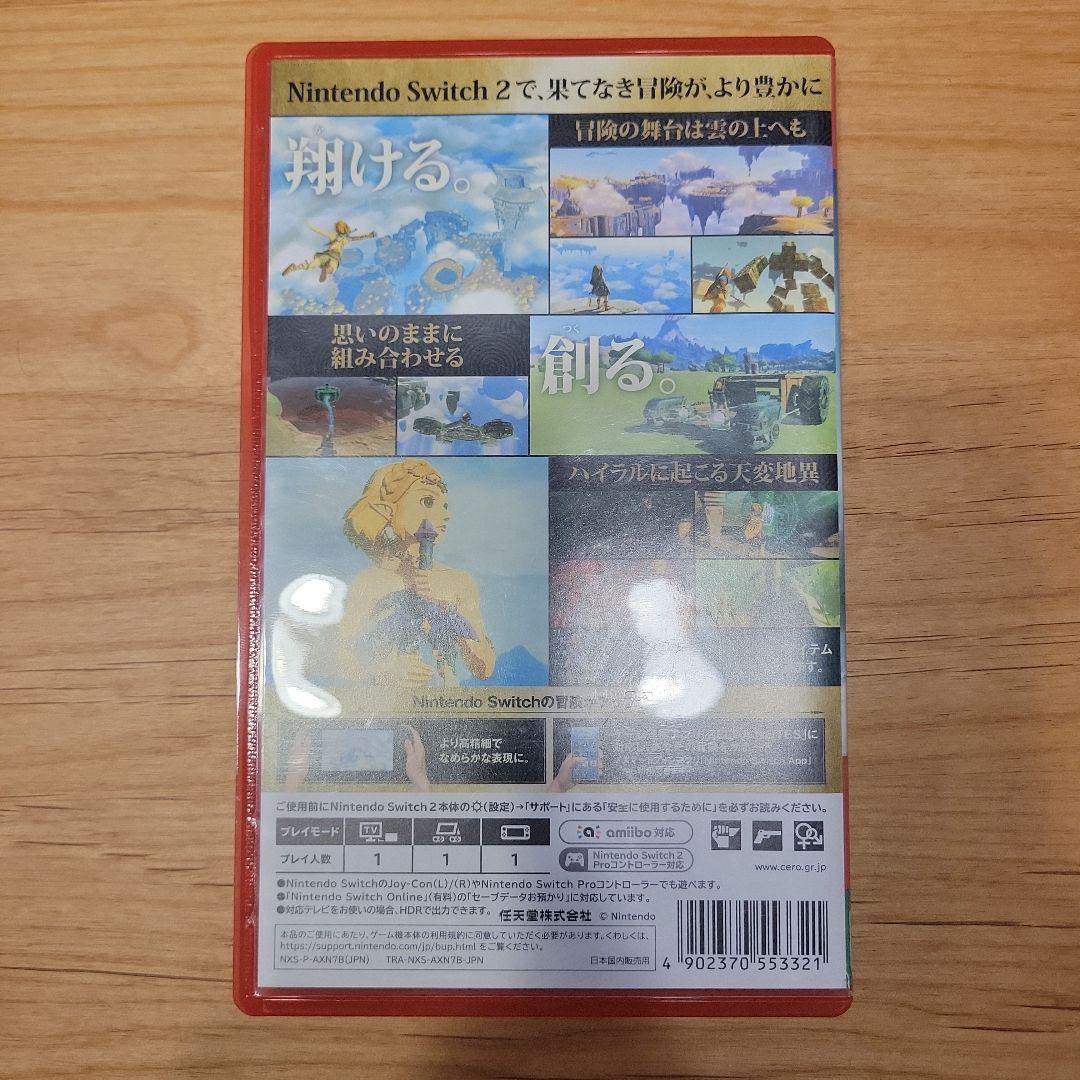 Nintendo Switch 2で、果てなき冒険が、より豊かに
翔ける。
冒険の舞台は雲の上へも
思いのままに
組み合わせる
つく
創る。
ハイラルに起こる天変地異
イテム
す。
Nintendo Switchの冒険
より高精細で
なめらかな表現に。
に
Nintendo Switch App」
ご使用前にNintendo Switch 2本体の(設定)→「サポート」にある「安全に使用するために」を必ずお読みください。
プレイモード TV
プレイ人数 1 1 1
amiibo対応
Nintendo Switch 2
Proコントローラー対応
www.cero.gr.jp
●Nintendo SwitchのJoy-Con(L)/(R)やNintendo Switch Proコントローラーでも遊べます。
●「Nintendo Switch Online」(有料)の「セーブデータお預かり」に対応しています。
●対応テレビをお使いの場合、HDRで出力できます。 任天堂株式会社 © Nintendo
本品のご使用にあたり、ゲーム機本体の利用規約に同意していただく必要があります。くわしくは、
https://support.nintendo.com/jp/bup.html をご覧ください。
NXS-P-AXN7B(JPN) TRA-NXS-AXN7B-JPN 日本国内販売用
4 902370 553321